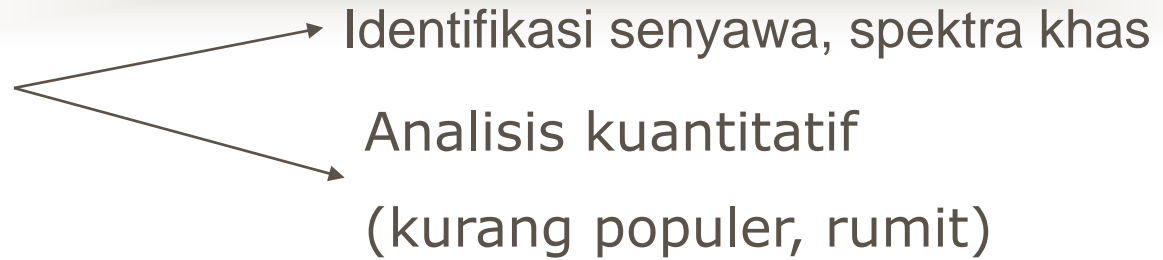 Identifikasi senyawa, spektra khas
Analisis kuantitatif
(kurang populer, rumit)